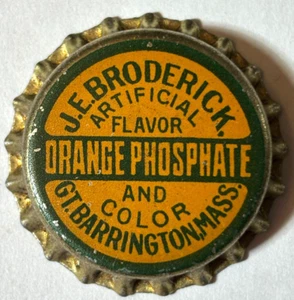 J.E.BRODERICK.
ARTIFICIAL
FLAVOR
ORANGE PHOSPHATE
AND
COLOR
GT.BARRINGTON,MASS.